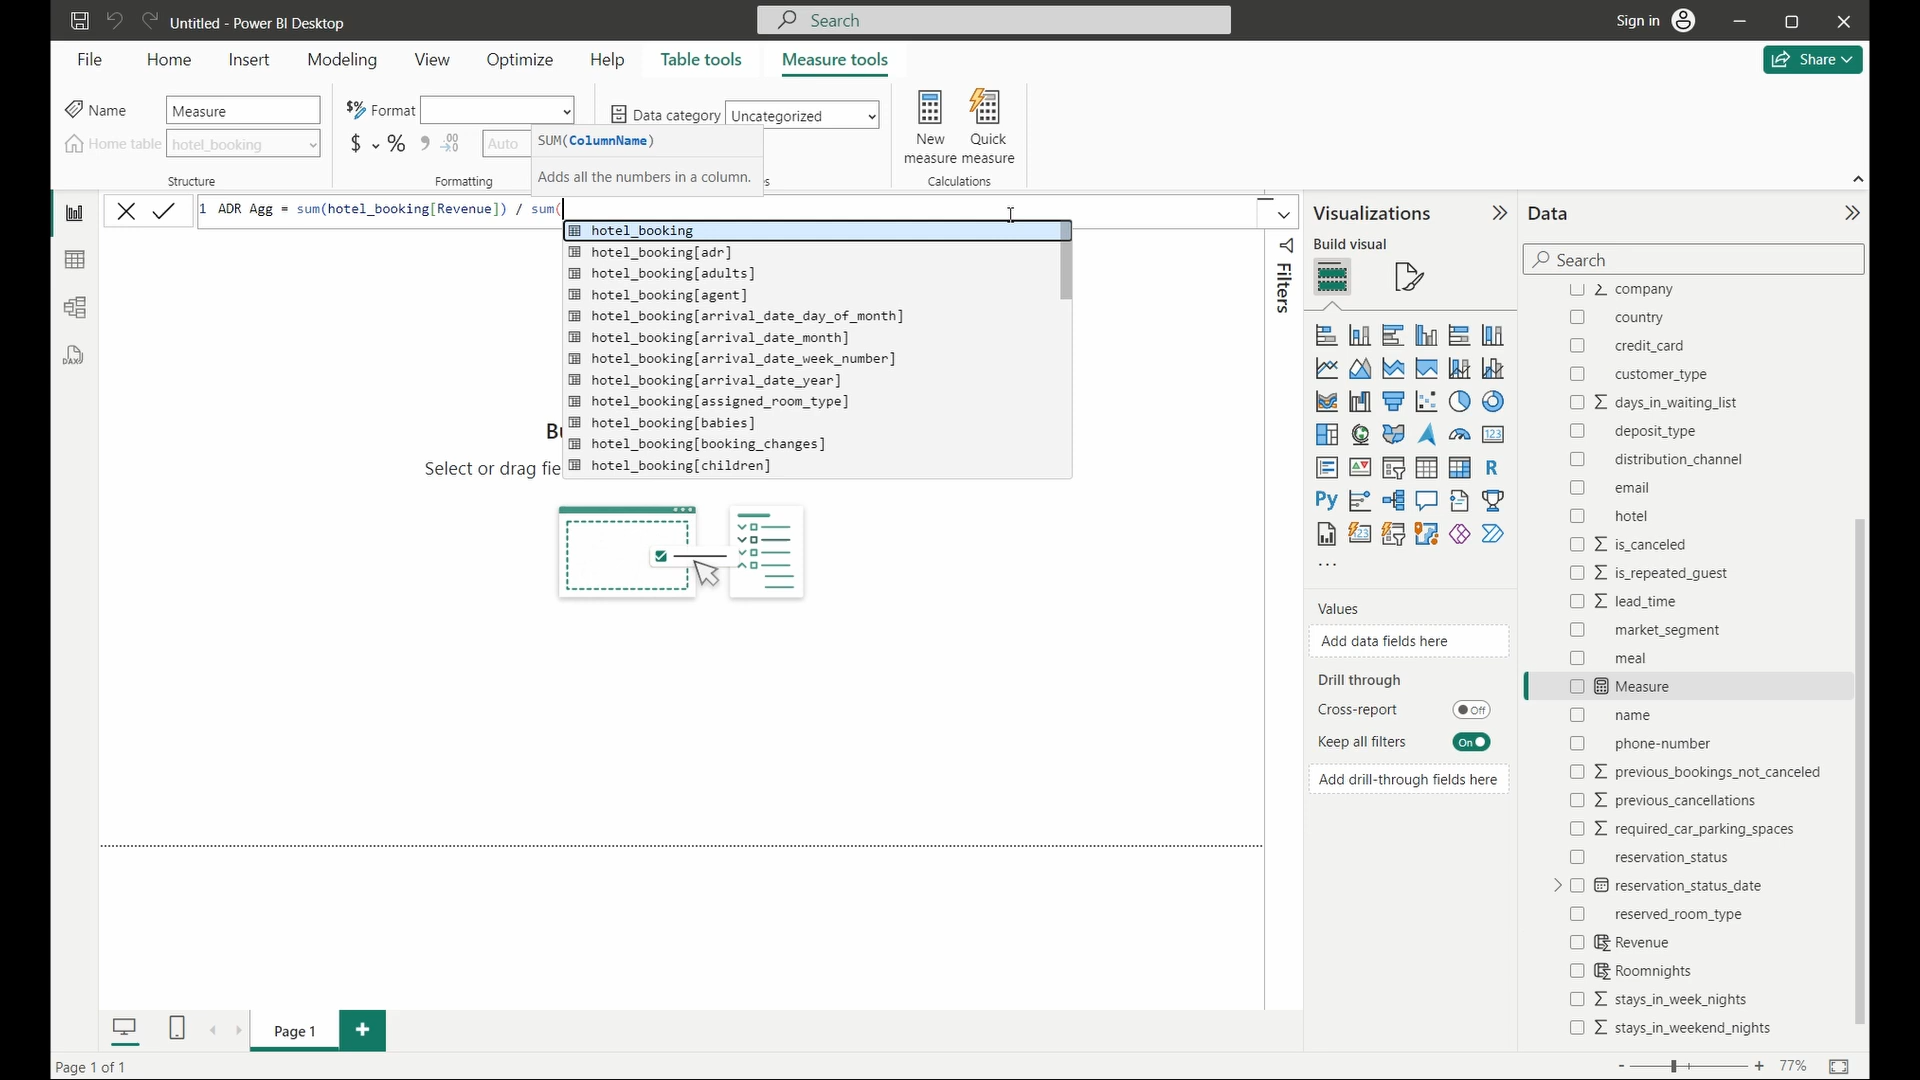 Untitled - Power BI Desktop
Search
Sign in
File
Home
Insert
Modeling
View
Optimize
Help
Table tools
Measure tools
Share
Name
Measure
Home table
hotel_booking
Structure
$% Format
$ % 9 .00
Auto
Formatting
Data category
Uncategorized
SUM(ColumnName)
Adds all the numbers in a column.
New measure
Quick measure
Calculations
1 ADR Agg = sum(hotel_booking[Revenue]) / sum(
hotel_booking
hotel_booking[adr]
hotel_booking[adults]
hotel_booking[agent]
hotel_booking[arrival_date_day_of_month]
hotel_booking[arrival_date_month]
hotel_booking[arrival_date_week_number]
hotel_booking[arrival_date_year]
hotel_booking[assigned_room_type]
hotel_booking[babies]
hotel_booking[booking_changes]
hotel_booking[children]
Select or drag fie
DAX
Filters
Visualizations
Build visual
123
R
Py
123
...
Values
Add data fields here
Drill through
Cross-report
Off
Keep all filters
On
Add drill-through fields here
Data
Search
Σ company
country
credit_card
customer_type
Σ days_in_waiting_list
deposit_type
distribution_channel
email
hotel
Σ is_canceled
Σ is_repeated_guest
Σ lead_time
market_segment
meal
Measure
name
phone-number
Σ previous_bookings_not_canceled
Σ previous_cancellations
Σ required_car_parking_spaces
reservation_status
reservation_status_date
reserved_room_type
Revenue
Roomnights
Σ stays_in_week_nights
Σ stays_in_weekend_nights
Page 1
+
Page 1 of 1
- + 77%